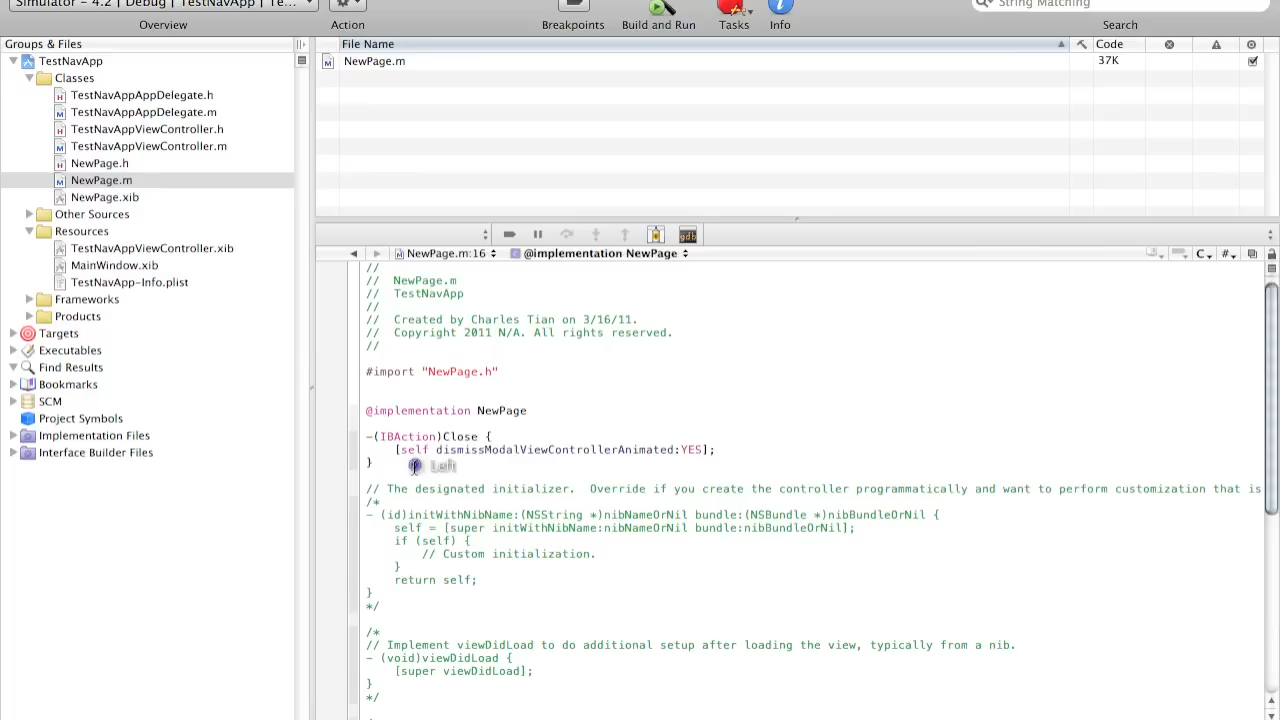 Simulator - 4.2 | Debug | TestNavApp | Te...
String Matching
Overview
Action
Breakpoints
Build and Run
Tasks
Info
Search
Groups & Files
File Name
Code
TestNavApp
NewPage.m
37K
Classes
TestNavAppAppDelegate.h
TestNavAppAppDelegate.m
TestNavAppViewController.h
TestNavAppViewController.m
NewPage.h
NewPage.m
NewPage.xib
Other Sources
Resources
TestNavAppViewController.xib
MainWindow.xib
TestNavApp-Info.plist
Frameworks
Products
Targets
Executables
Find Results
Bookmarks
SCM
Project Symbols
Implementation Files
Interface Builder Files
gdb
NewPage.m:16
@implementation NewPage
C
#
//
// NewPage.m
// TestNavApp
//
// Created by Charles Tian on 3/16/11.
// Copyright 2011 N/A. All rights reserved.
//
#import "NewPage.h"
@implementation NewPage
-(IBAction)Close {
[self dismissModalViewControllerAnimated:YES];
}
Left
// The designated initializer. Override if you create the controller programmatically and want to perform customization that is
/*
- (id)initWithNibName:(NSString *)nibNameOrNil bundle:(NSBundle *)nibBundleOrNil {
self = [super initWithNibName:nibNameOrNil bundle:nibBundleOrNil];
if (self) {
// Custom initialization.
}
return self;
}
*/
/*
// Implement viewDidLoad to do additional setup after loading the view, typically from a nib.
- (void)viewDidLoad {
[super viewDidLoad];
}
*/